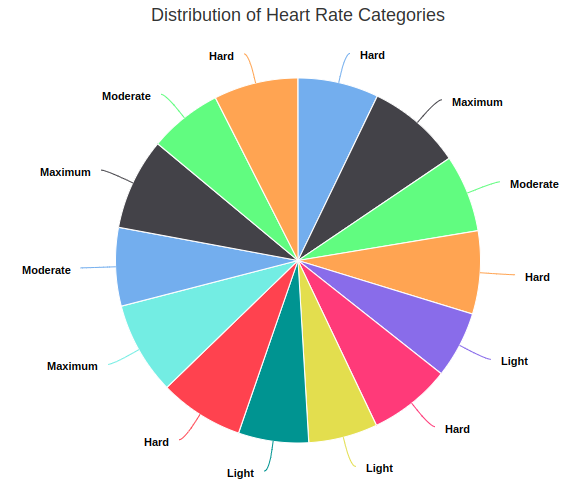 Distribution of Heart Rate Categories
Hard
Maximum
Moderate
Hard
Light
Hard
Light
Light
Hard
Maximum
Moderate
Maximum
Moderate
Hard